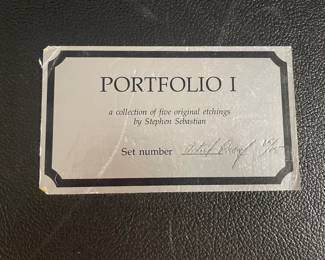 PORTFOLIO I
a collection of five original etchings
by Stephen Sebastian
Set number